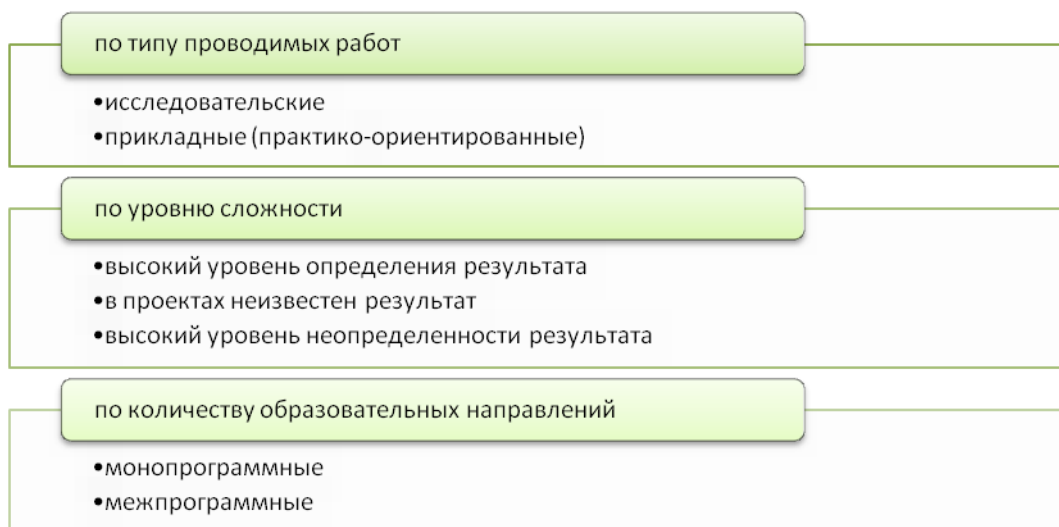 по типу проводимых работ
•исследовательские
•прикладные (практико-ориентированные)
по уровню сложности
•высокий уровень определения результата
•в проектах неизвестен результат
•высокий уровень неопределенности результата
по количеству образовательных направлений
•монопрограммные
•межпрограммные